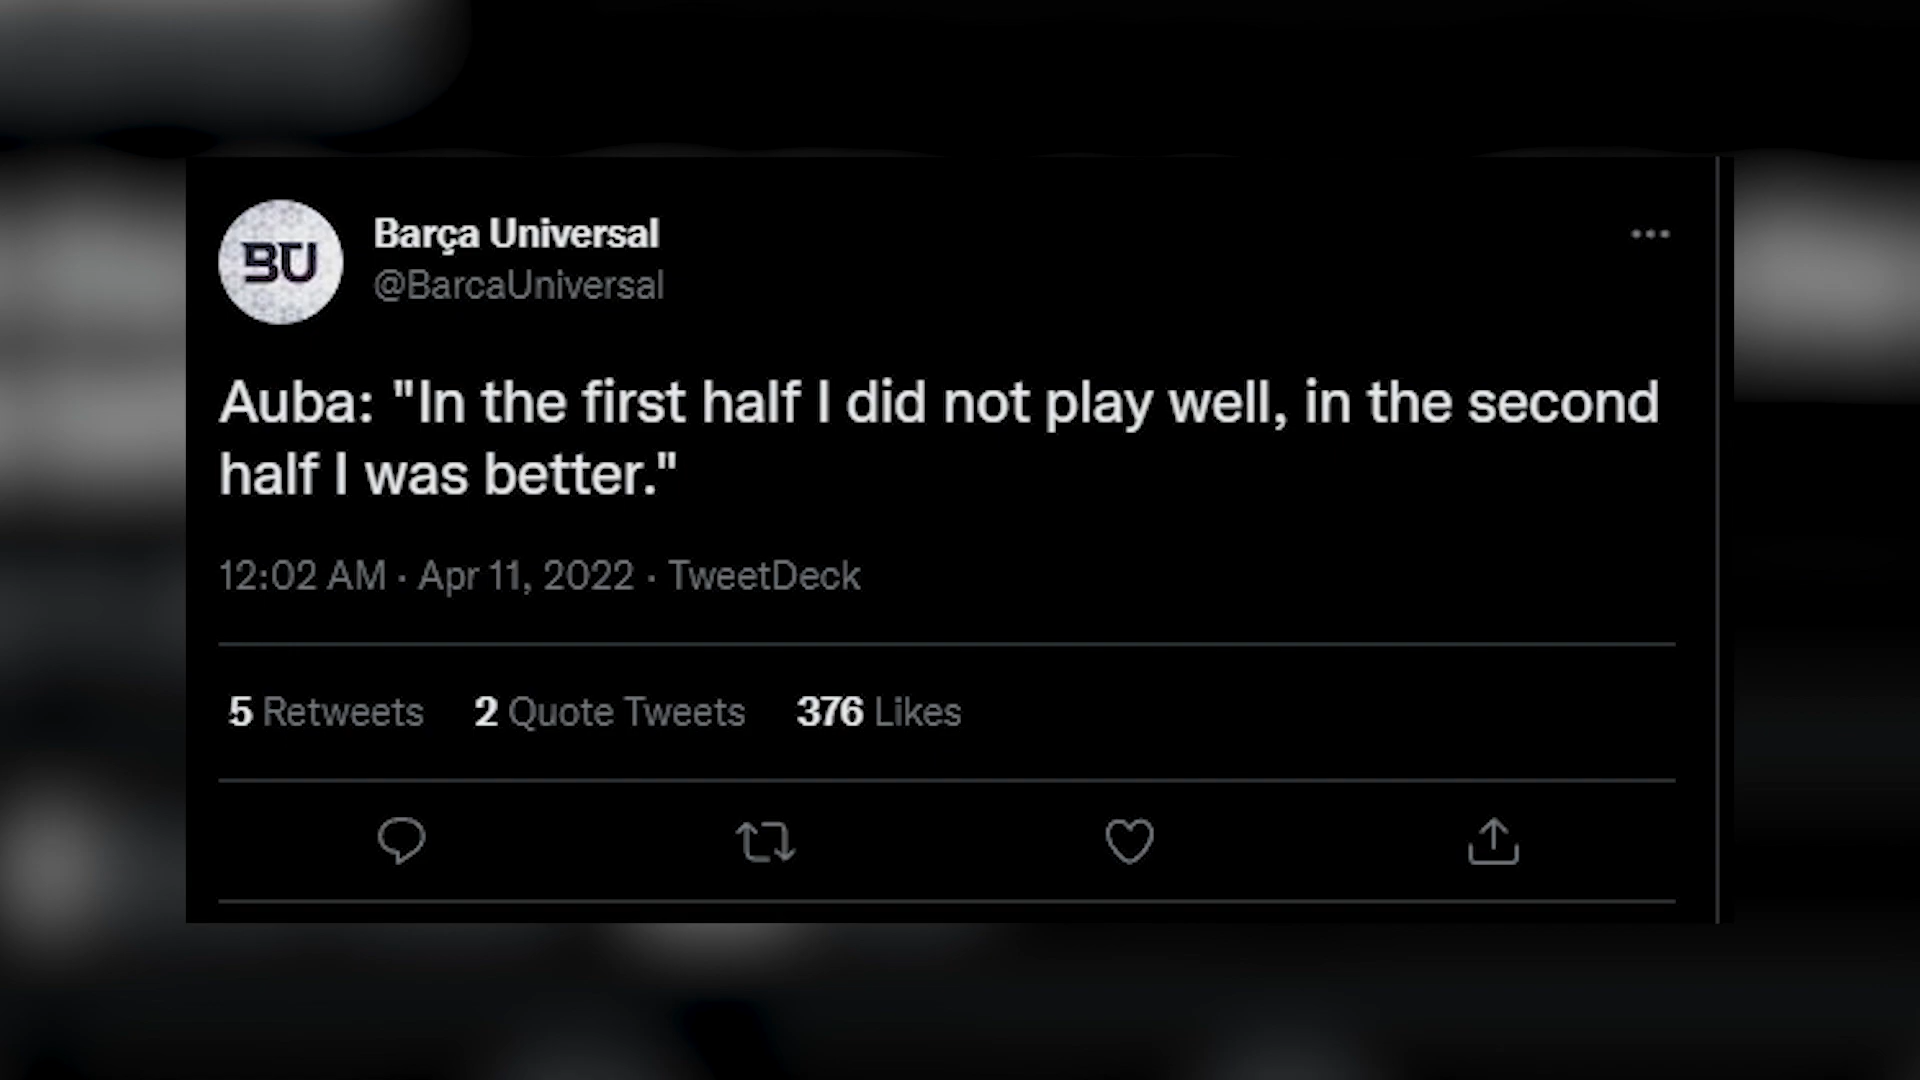 BU
Barça Universal
@BarcaUniversal
Auba: "In the first half I did not play well, in the second
half I was better."
12:02 AM · Apr 11, 2022 · TweetDeck
5 Retweets 2 Quote Tweets 376 Likes